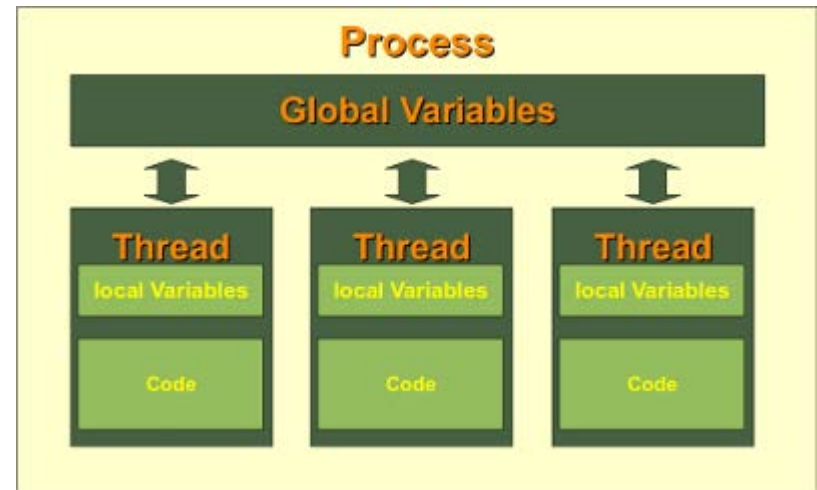 Process
Global Variables
Thread
local Variables
Code
Thread
local Variables
Code
Thread
local Variables
Code